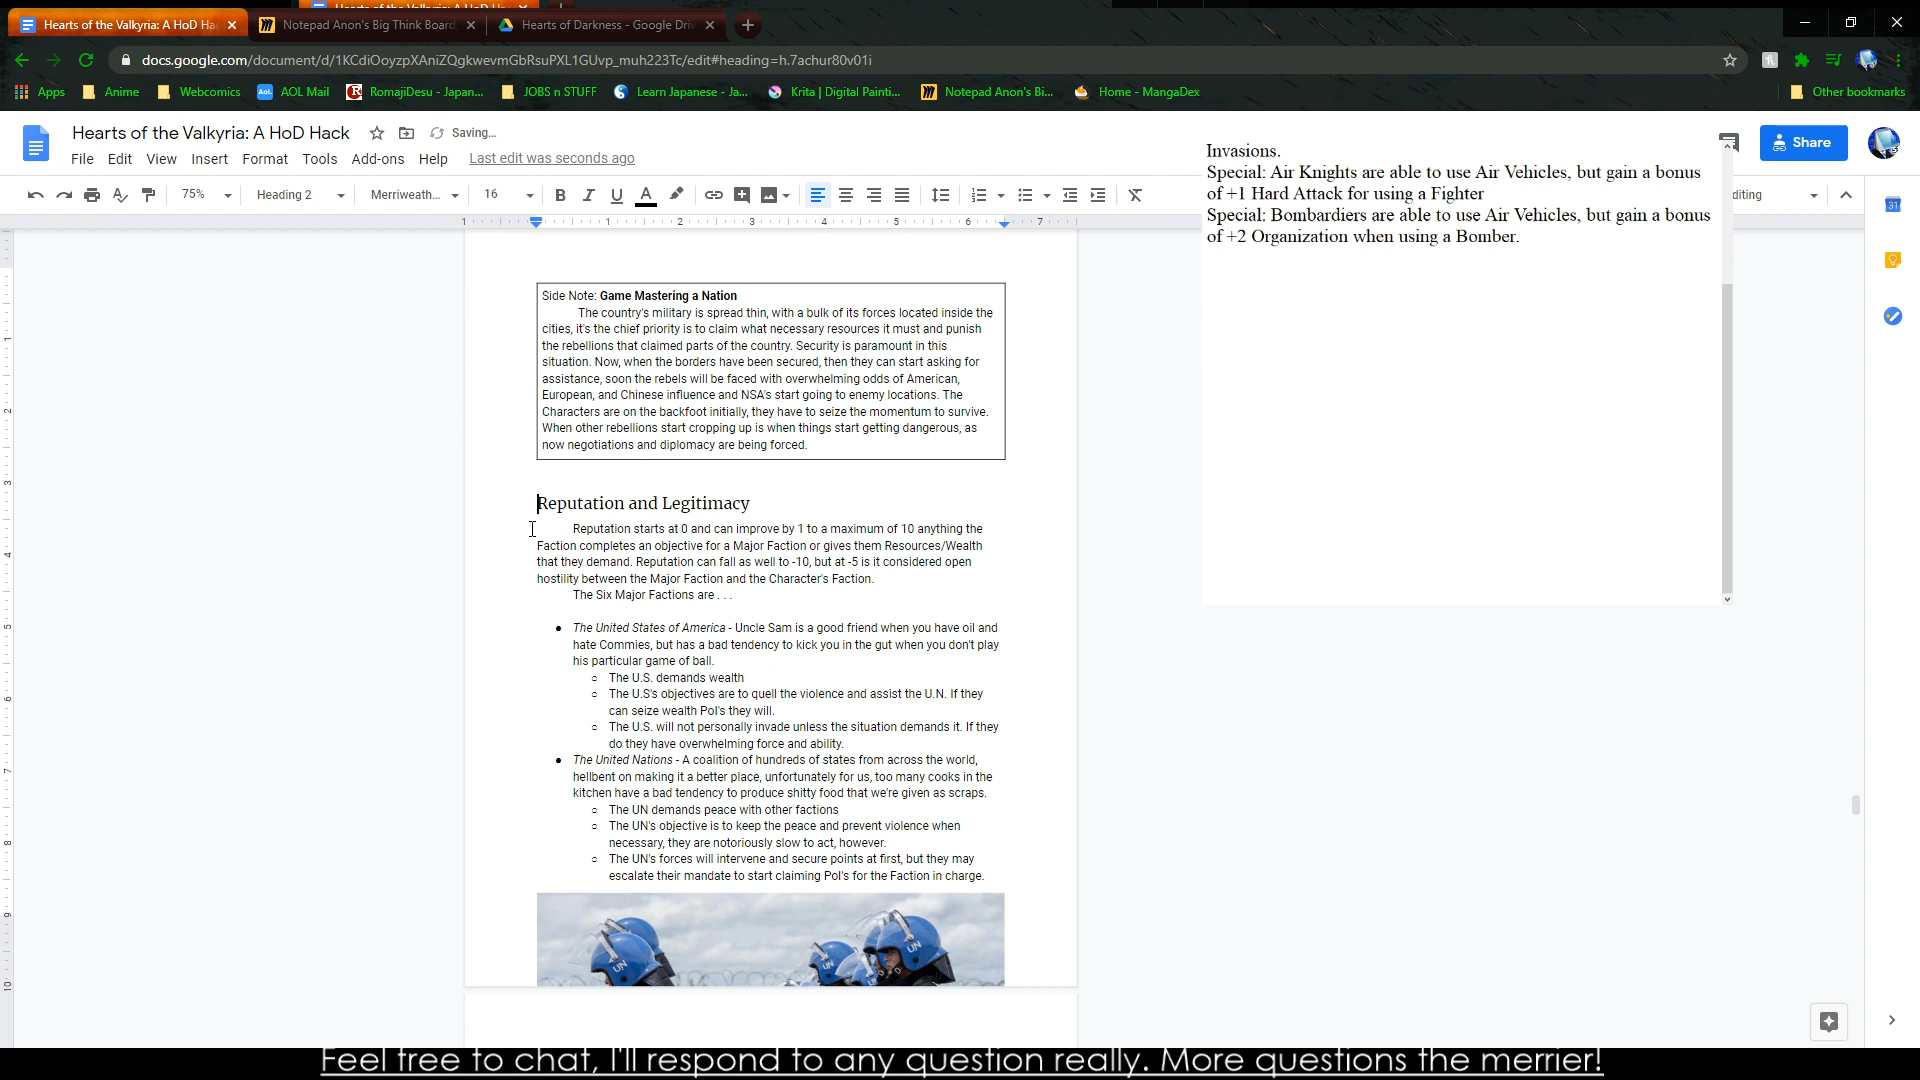 Hearts of the Valkyria: A HoD Ha
Notepad Anon's Big Think Board
Hearts of Darkness - Google Driv
docs.google.com/document/d/1KCdiOoyzpXAniZQgkwevmGbRsuPXL1GUvp_muh223Tc/edit#heading=h.7achur80v01i
Apps
Anime
Webcomics
Aol.
AOL Mail
RomajiDesu - Japan...
JOBS n STUFF
Learn Japanese - Ja...
Krita | Digital Painti...
Notepad Anon's Bi...
Home - MangaDex
Other bookmarks
Hearts of the Valkyria: A HoD Hack
Saving...
File Edit View Insert Format Tools Add-ons Help
Last edit was seconds ago
Share
75%
Heading 2
Merriweath...
16
diting
31
Invasions.
Special: Air Knights are able to use Air Vehicles, but gain a bonus
of +1 Hard Attack for using a Fighter
Special: Bombardiers are able to use Air Vehicles, but gain a bonus
of +2 Organization when using a Bomber.
Side Note: Game Mastering a Nation
The country's military is spread thin, with a bulk of its forces located inside the
cities, it's the chief priority is to claim what necessary resources it must and punish
the rebellions that claimed parts of the country. Security is paramount in this
situation. Now, when the borders have been secured, then they can start asking for
assistance, soon the rebels will be faced with overwhelming odds of American,
European, and Chinese influence and NSA's start going to enemy locations. The
Characters are on the backfoot initially, they have to seize the momentum to survive.
When other rebellions start cropping up is when things start getting dangerous, as
now negotiations and diplomacy are being forced.
Reputation and Legitimacy
Reputation starts at 0 and can improve by 1 to a maximum of 10 anything the
Faction completes an objective for a Major Faction or gives them Resources/Wealth
that they demand. Reputation can fall as well to -10, but at -5 is it considered open
hostility between the Major Faction and the Character's Faction.
The Six Major Factions are . . .
● The United States of America - Uncle Sam is a good friend when you have oil and
hate Commies, but has a bad tendency to kick you in the gut when you don't play
his particular game of ball.
○ The U.S. demands wealth
○ The U.S's objectives are to quell the violence and assist the U.N. If they
can seize wealth PoI's they will.
○ The U.S. will not personally invade unless the situation demands it. If they
do they have overwhelming force and ability.
● The United Nations - A coalition of hundreds of states from across the world,
hellbent on making it a better place, unfortunately for us, too many cooks in the
kitchen have a bad tendency to produce shitty food that we're given as scraps.
○ The UN demands peace with other factions
○ The UN's objective is to keep the peace and prevent violence when
necessary, they are notoriously slow to act, however.
○ The UN's forces will intervene and secure points at first, but they may
escalate their mandate to start claiming PoI's for the Faction in charge.
UN
UN
UN
Feel free to chat, I'll respond to any question really. More questions the merrier!